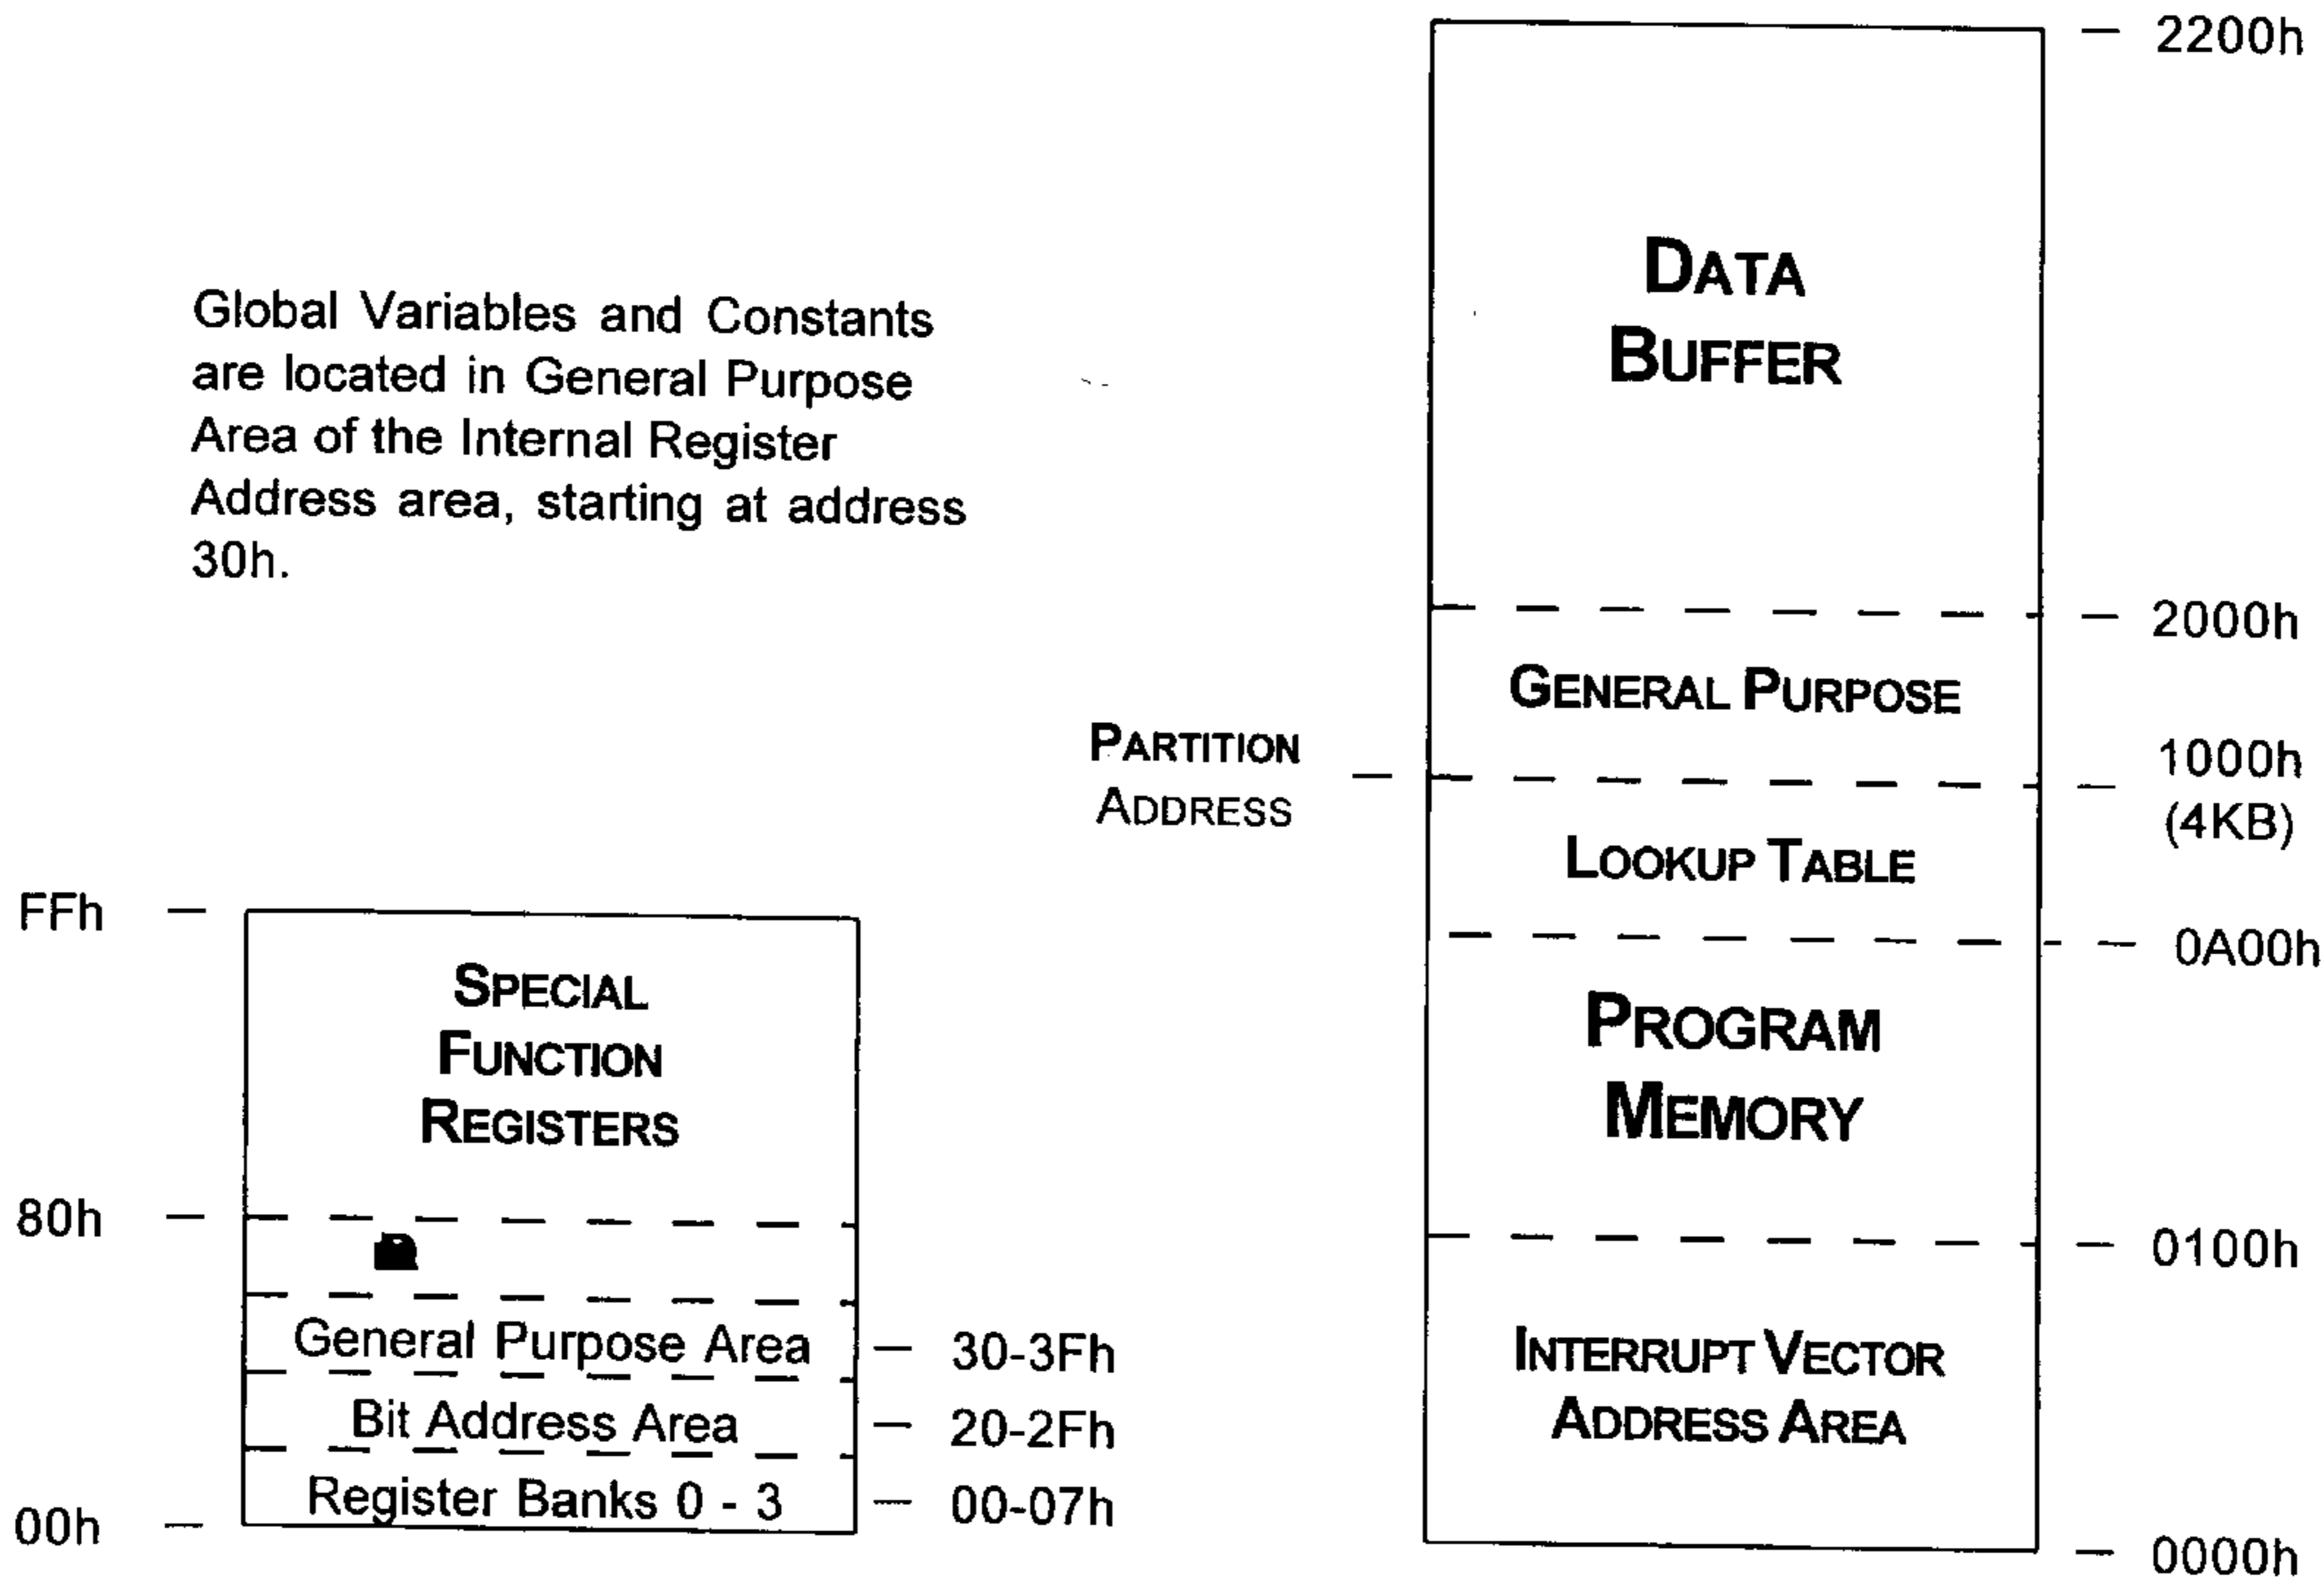 Global Variables and Constants
are located in General Purpose
Area of the Internal Register
Address area, starting at address
30h.
FFh
SPECIAL
FUNCTION
REGISTERS
80h
General Purpose Area
30-3Fh
Bit Address Area
20-2Fh
Register Banks 0 - 3
00-07h
00h
2200h
DATA
BUFFER
2000h
GENERAL PURPOSE
PARTITION
ADDRESS
1000h
(4KB)
LOOKUP TABLE
0A00h
PROGRAM
MEMORY
0100h
INTERRUPT VECTOR
ADDRESS AREA
0000h